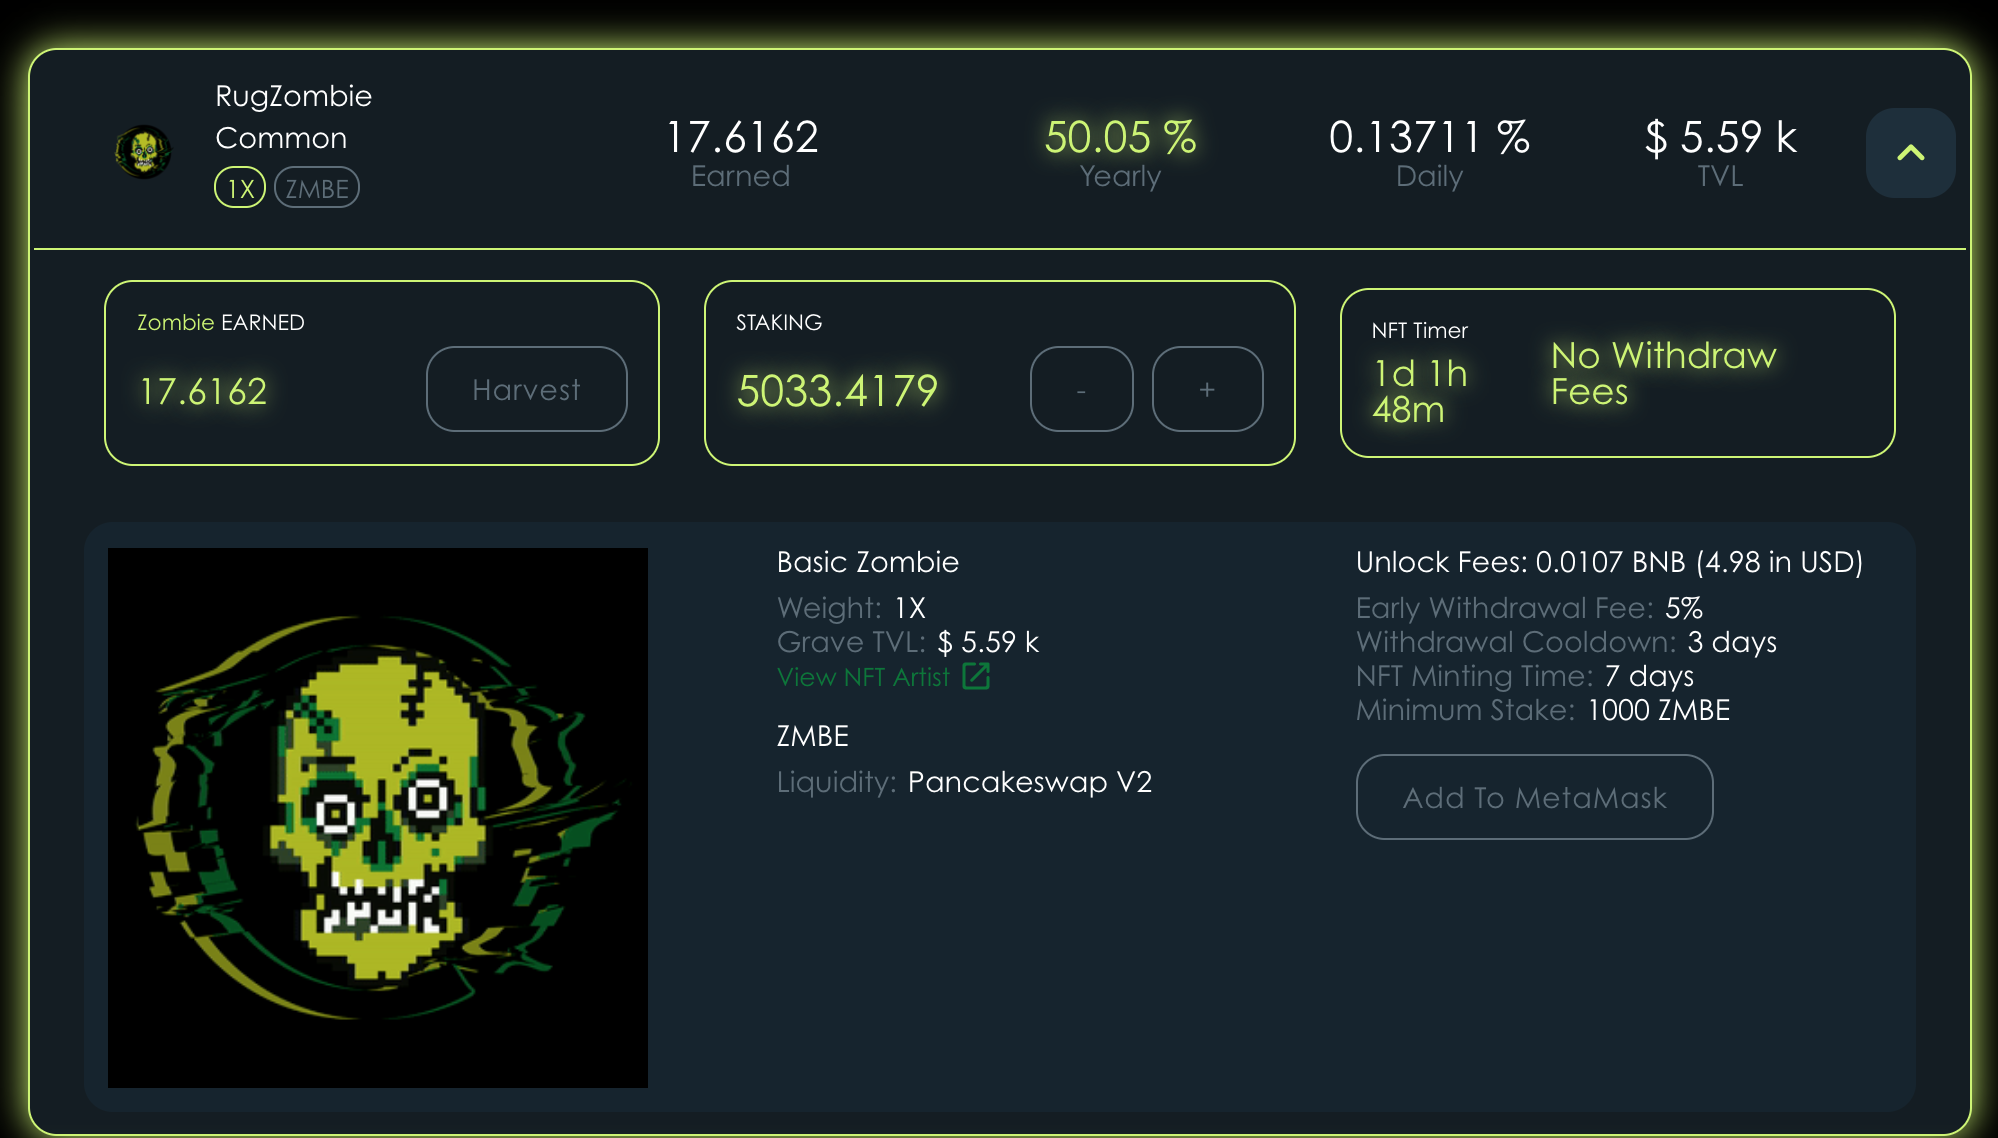 RugZombie
Common
1X ZMBE
17.6162
Earned
50.05 %
Yearly
0.13711 %
Daily
$ 5.59 k
TVL
Zombie EARNED
17.6162
Harvest
STAKING
5033.4179
-
+
NFT Timer
1d 1h
48m
No Withdraw
Fees
Basic Zombie
Weight: 1X
Grave TVL: $ 5.59 k
View NFT Artist
ZMBE
Liquidity: Pancakeswap V2
Unlock Fees: 0.0107 BNB (4.98 in USD)
Early Withdrawal Fee: 5%
Withdrawal Cooldown: 3 days
NFT Minting Time: 7 days
Minimum Stake: 1000 ZMBE
Add To MetaMask